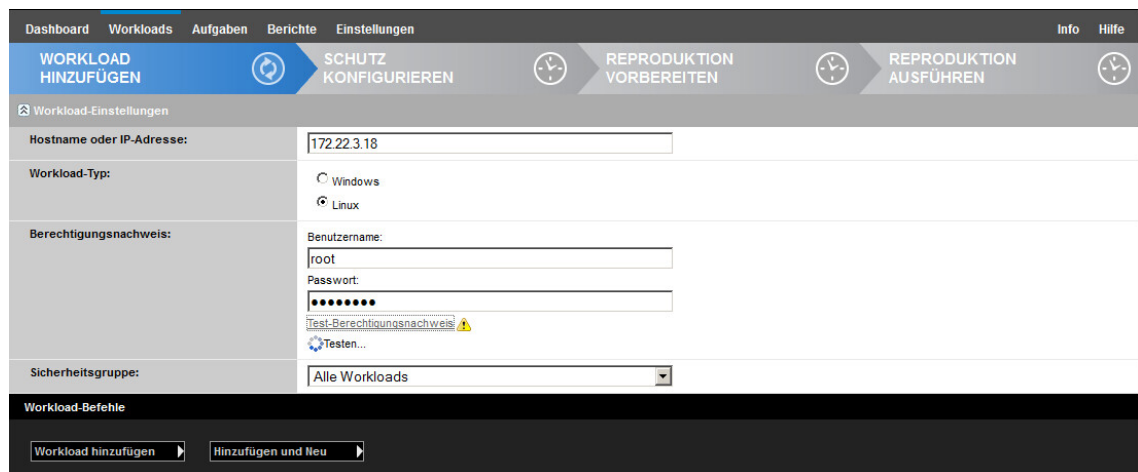 Dashboard Workloads Aufgaben Berichte Einstellungen Info Hilfe
WORKLOAD HINZUFÜGEN
SCHUTZ KONFIGURIEREN
REPRODUKTION VORBEREITEN
REPRODUKTION AUSFÜHREN
Workload-Einstellungen
Hostname oder IP-Adresse: 172.22.3.18
Workload-Typ:
Windows
Linux
Berechtigungsnachweis:
Benutzername:
root
Passwort:
●●●●●●●●
Test-Berechtigungsnachweis
Testen...
Sicherheitsgruppe: Alle Workloads
Workload-Befehle
Workload hinzufügen Hinzufügen und Neu